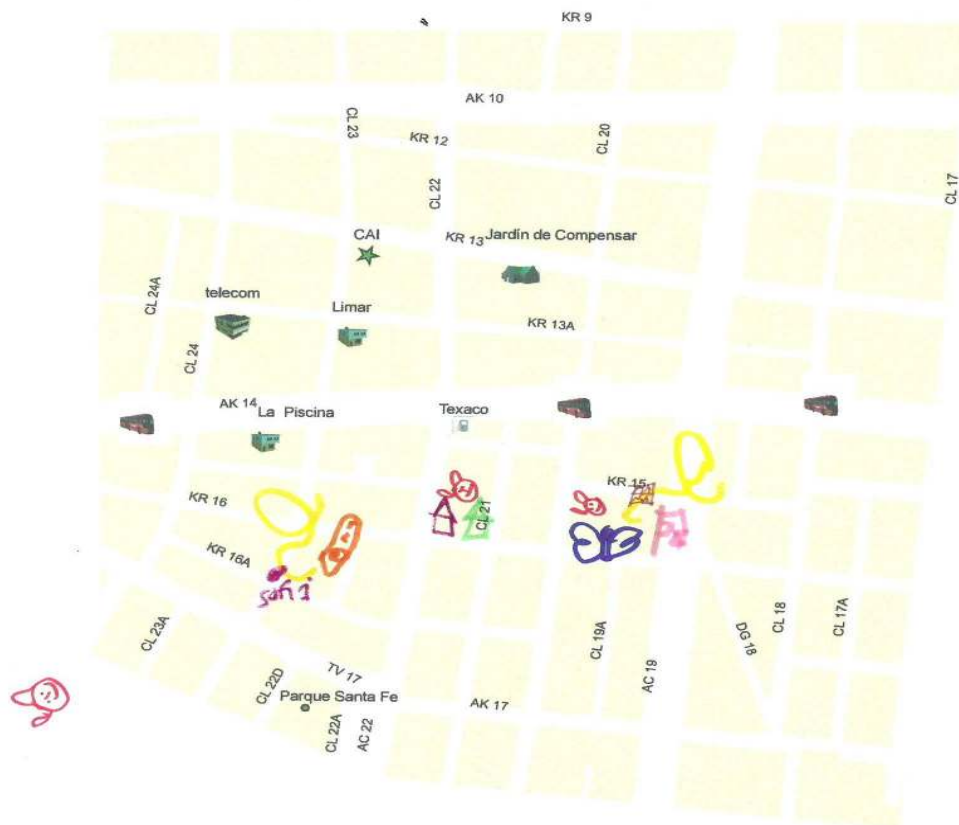 KR 9
AK 10
CL 23
KR 12
CL 20
CL 22
CL 17
CAI
KR 13
Jardín de Compensar
CL 24A
telecom
Limar
KR 13A
CL 24
AK 14
La Piscina
Texaco
KR 15
KR 16
CL 21
KR 16A
sofi 1
CL 23A
CL 19A
DG 18
CL 18
CL 17A
TV 17
AC 19
CL 22D
Parque Santa Fe
AK 17
CL 22A
AC 22